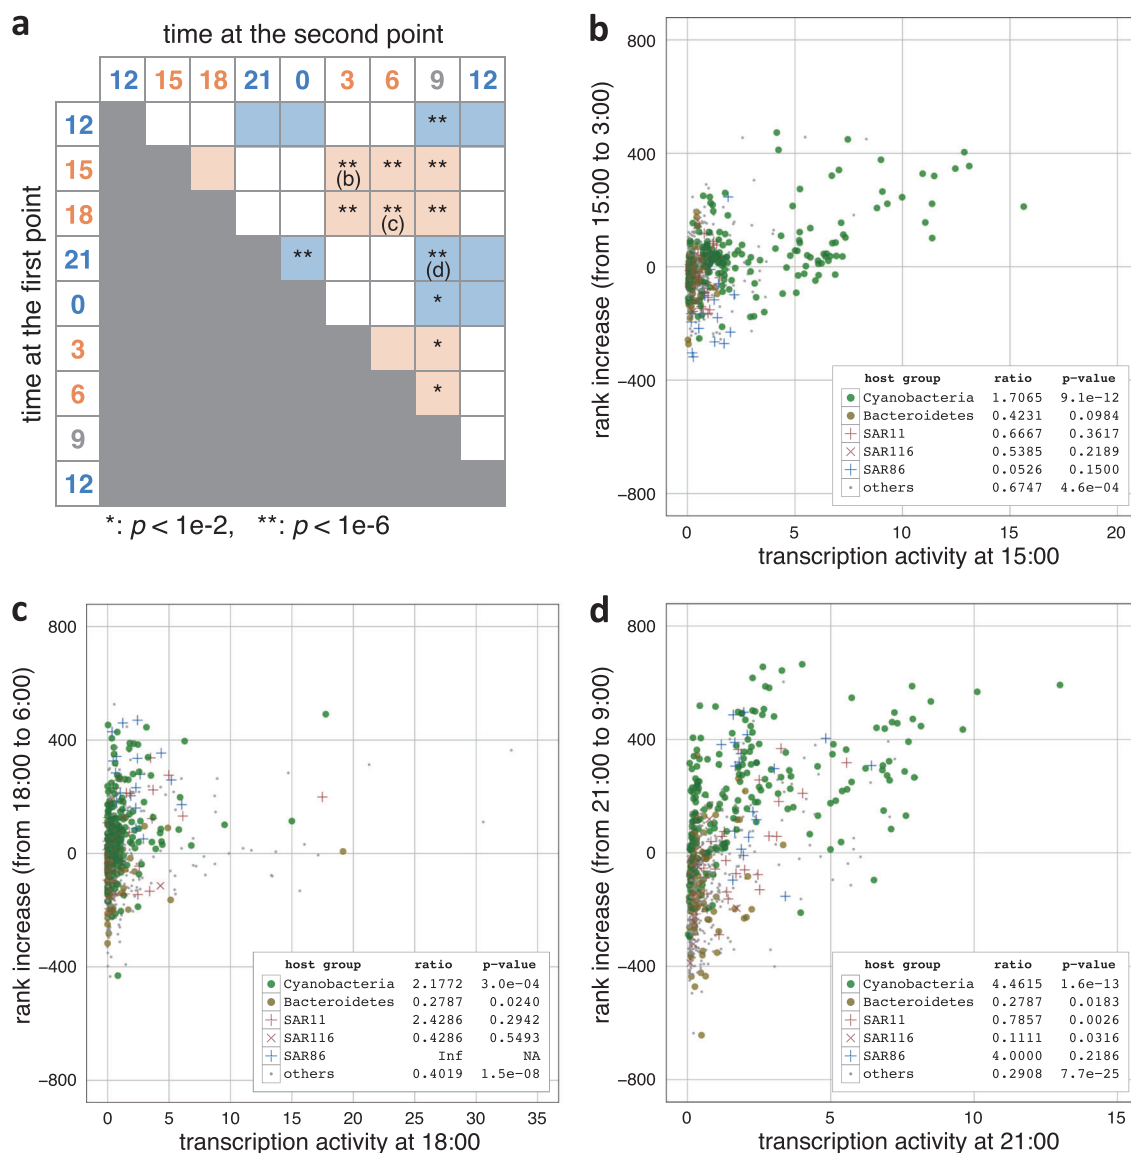 a
time at the second point
12 15 18 21 0 3 6 9 12
time at the first point
12 **
15 ** ** **
(b)
18 ** ** **
(c)
21 ** **
(d)
0 *
3 *
6 *
9
12
*: p < 1e-2, **: p < 1e-6
b
rank increase (from 15:00 to 3:00)
800
400
0
−400
−800
0 5 10 15 20
transcription activity at 15:00
host group ratio p-value
Cyanobacteria 1.7065 9.1e-12
Bacteroidetes 0.4231 0.0984
SAR11 0.6667 0.3617
SAR116 0.5385 0.2189
SAR86 0.0526 0.1500
others 0.6747 4.6e-04
c
rank increase (from 18:00 to 6:00)
800
400
0
−400
−800
0 5 10 15 20 25 30 35
transcription activity at 18:00
host group ratio p-value
Cyanobacteria 2.1772 3.0e-04
Bacteroidetes 0.2787 0.0240
SAR11 2.4286 0.2942
SAR116 0.4286 0.5493
SAR86 Inf NA
others 0.4019 1.5e-08
d
rank increase (from 21:00 to 9:00)
800
400
0
−400
−800
0 5 10 15
transcription activity at 21:00
host group ratio p-value
Cyanobacteria 4.4615 1.6e-13
Bacteroidetes 0.2787 0.0183
SAR11 0.7857 0.0026
SAR116 0.1111 0.0316
SAR86 4.0000 0.2186
others 0.2908 7.7e-25